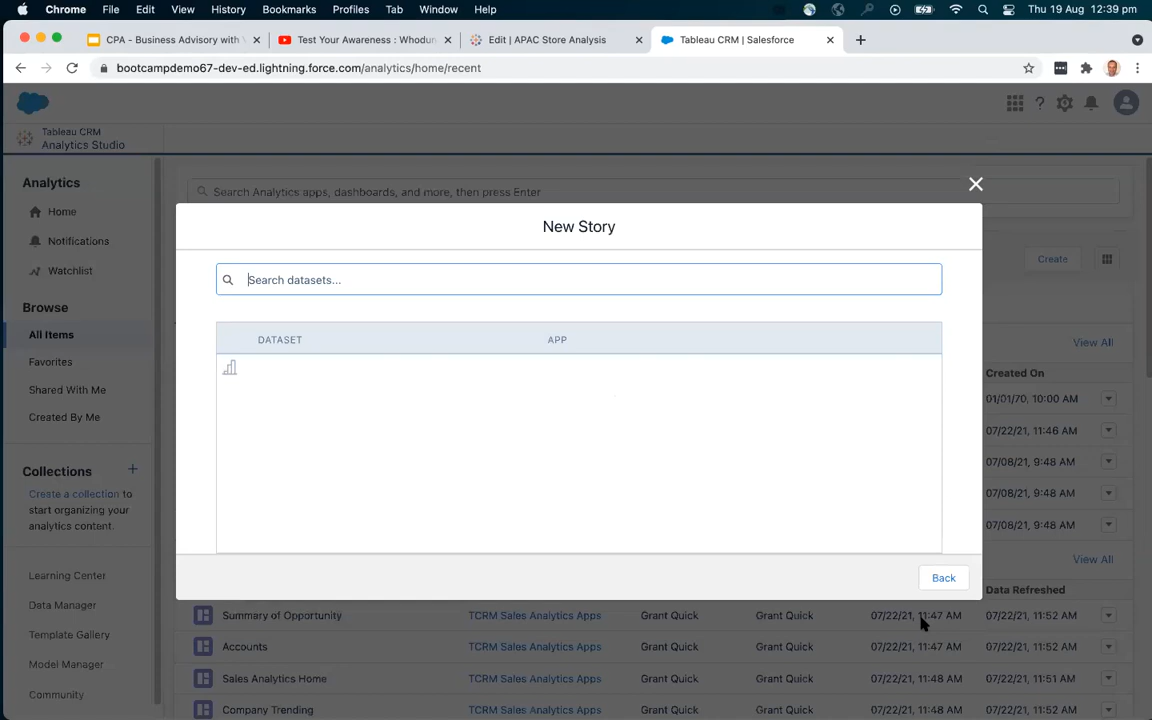 Chrome File Edit View History Bookmarks Profiles Tab Window Help Thu 19 Aug 12:39 pm
CPA - Business Advisory with Test Your Awareness : Whodun Edit | APAC Store Analysis Tableau CRM | Salesforce
bootcampdemo67-dev-ed.lightning.force.com/analytics/home/recent
Tableau CRM
Analytics Studio
Analytics
Search Analytics apps, dashboards, and more, then press Enter
Home
New Story
Notifications
Create
Watchlist
Search datasets...
Browse
All Items
DATASET APP
View All
Favorites
Created On
Shared With Me
01/01/70, 10:00 AM
Created By Me
07/22/21, 11:46 AM
07/08/21, 9:48 AM
Collections
Create a collection to
07/08/21, 9:48 AM
start organizing your
analytics content.
07/08/21, 9:48 AM
View All
Learning Center
Back
Data Refreshed
Data Manager
Summary of Opportunity TCRM Sales Analytics Apps Grant Quick Grant Quick 07/22/21, 11:47 AM 07/22/21, 11:52 AM
Template Gallery
Accounts TCRM Sales Analytics Apps Grant Quick Grant Quick 07/22/21, 11:47 AM 07/22/21, 11:52 AM
Model Manager
Sales Analytics Home TCRM Sales Analytics Apps Grant Quick Grant Quick 07/22/21, 11:48 AM 07/22/21, 11:51 AM
Community
Company Trending TCRM Sales Analytics Apps Grant Quick Grant Quick 07/22/21, 11:48 AM 07/22/21, 11:52 AM